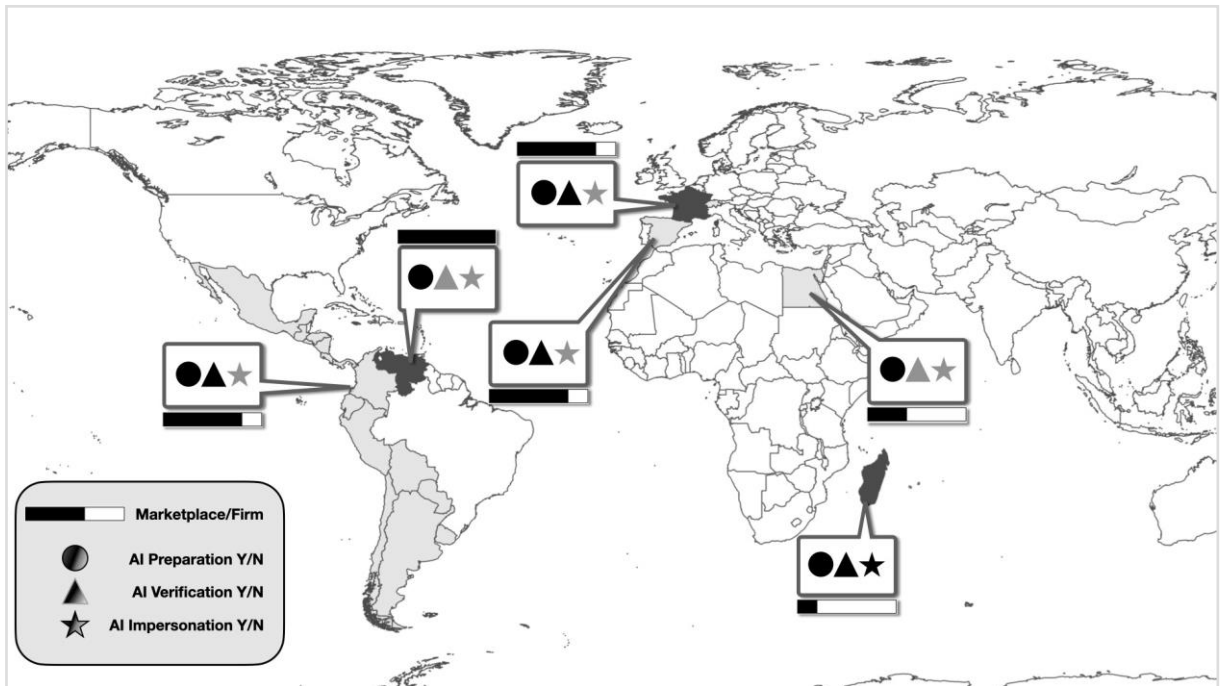 Marketplace/Firm
AI Preparation Y/N
AI Verification Y/N
AI Impersonation Y/N